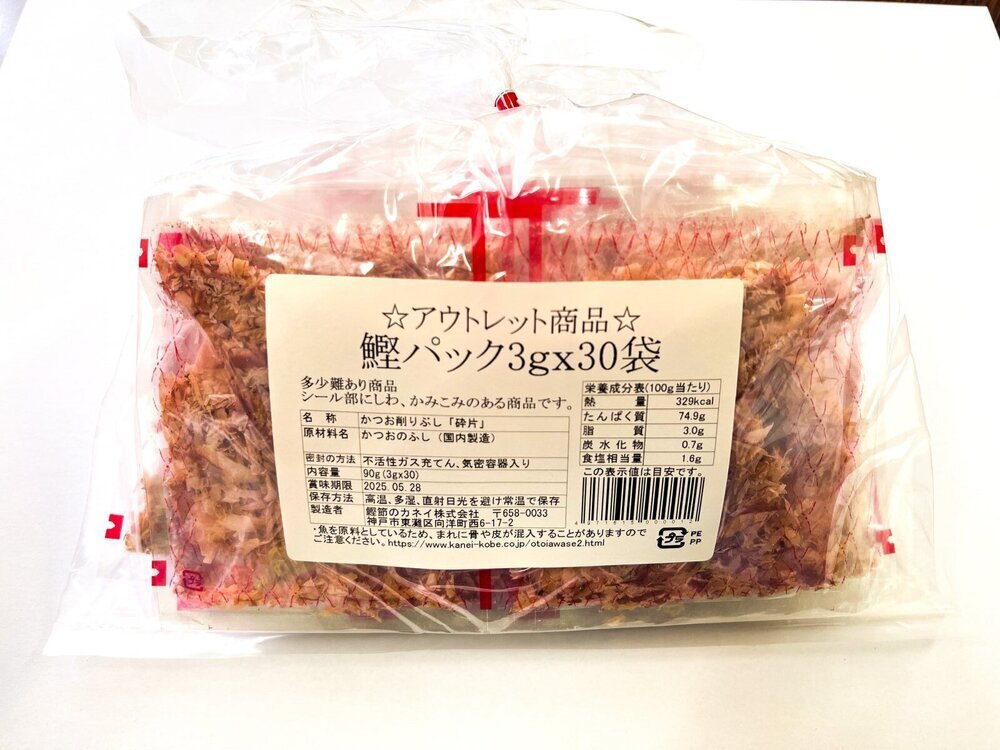 ☆アウトレット商品☆
鰹パック3gx30袋
多少難あり商品
シール部にしわ、かみこみのある商品です。
名称 かつお削りぶし「砕片」
原材料名 かつおのふし（国内製造）
密封の方法 不活性ガス充てん、気密容器入り
内容量 90g(3gx30)
賞味期限 2025.05.28
保存方法 高温、多湿、直射日光を避け常温で保存
製造者 鰹節のカネイ株式会社 〒658-0033
神戸市東灘区向洋町西6-17-2
・魚を原料としているため、まれに骨や皮が混入することがありますので
ご注意ください。https://www.kanei-kobe.co.jp/otoiawase2.html
栄養成分表(100g当たり)
熱量 329kcal
たんぱく質 74.9g
脂質 3.0g
炭水化物 0.7g
食塩相当量 1.6g
この表示値は目安です。
4971615000012
プラ
PE
PP